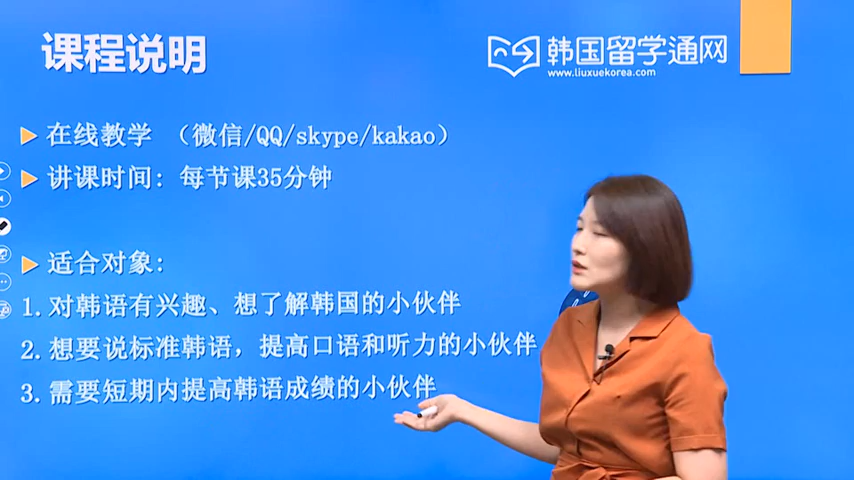 课程说明
韩国留学通网
www.liuxuekorea.com
在线教学 （微信/QQ/skype/kakao）
讲课时间: 每节课35分钟
适合对象:
1. 对韩语有兴趣、想了解韩国的小伙伴
2. 想要说标准韩语，提高口语和听力的小伙伴
3. 需要短期内提高韩语成绩的小伙伴